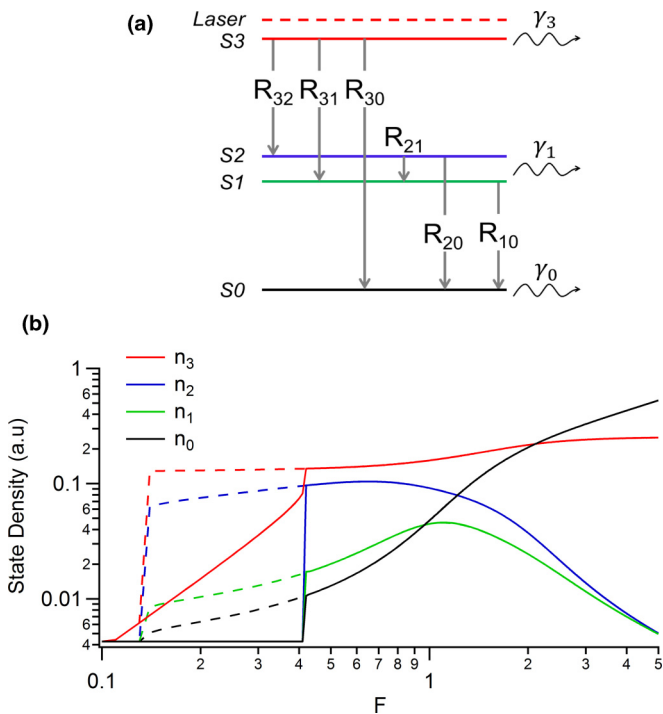 (a)
Laser
S3
γ₃
R₃₂ R₃₁ R₃₀
S2
R₂₁
γ₁
S1
R₂₀ R₁₀
S0
γ₀
(b)
n₃
n₂
n₁
n₀
State Density (a.u)
1
6
4
2
0.1
6
4
2
0.01
6
4
0.1 2 3 4 5 6 7 8 9 1 2 3 4 5
F